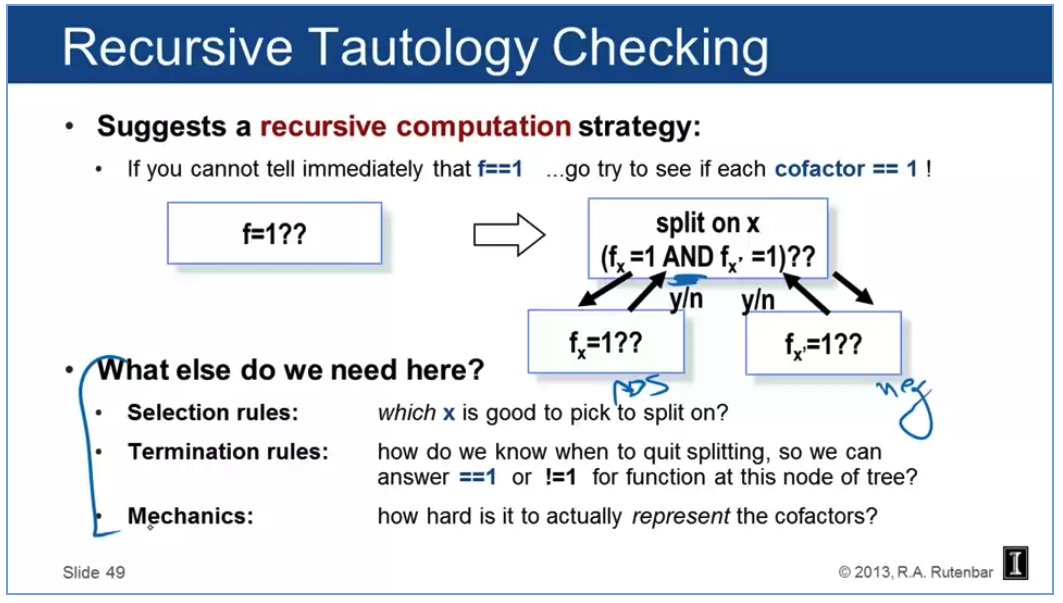 Recursive Tautology Checking
• Suggests a recursive computation strategy:
• If you cannot tell immediately that f==1 ...go try to see if each cofactor == 1 !
f=1??
split on x
(fx =1 AND fx' =1)??
y/n y/n
fx=1??
fx'=1??
pos
neg
• What else do we need here?
• Selection rules: which x is good to pick to split on?
• Termination rules: how do we know when to quit splitting, so we can
answer ==1 or !=1 for function at this node of tree?
• Mechanics: how hard is it to actually represent the cofactors?
Slide 49
© 2013, R.A. Rutenbar
I